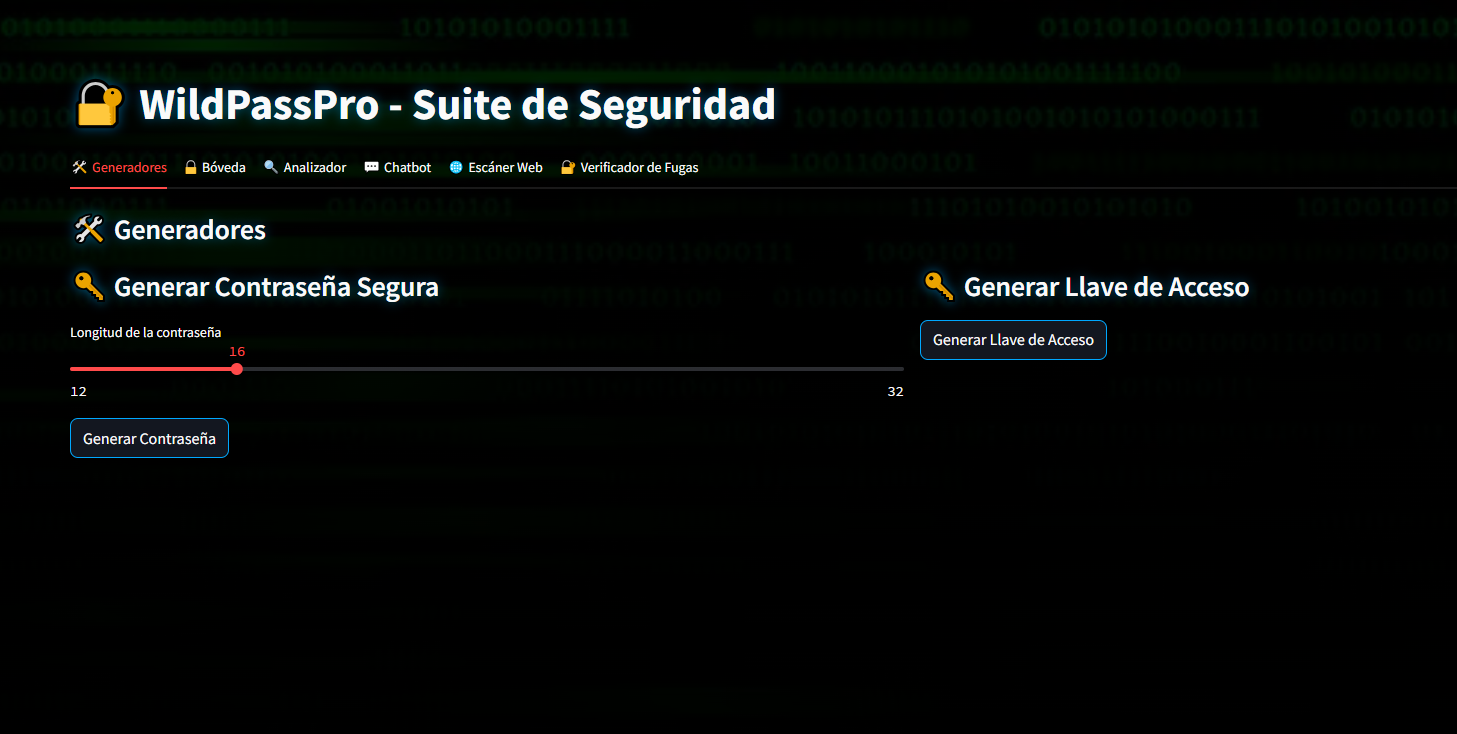 WildPassPro - Suite de Seguridad
Generadores Bóveda Analizador Chatbot Escáner Web Verificador de Fugas
Generadores
Generar Contraseña Segura
Longitud de la contraseña
16
12 32
Generar Contraseña
Generar Llave de Acceso
Generar Llave de Acceso